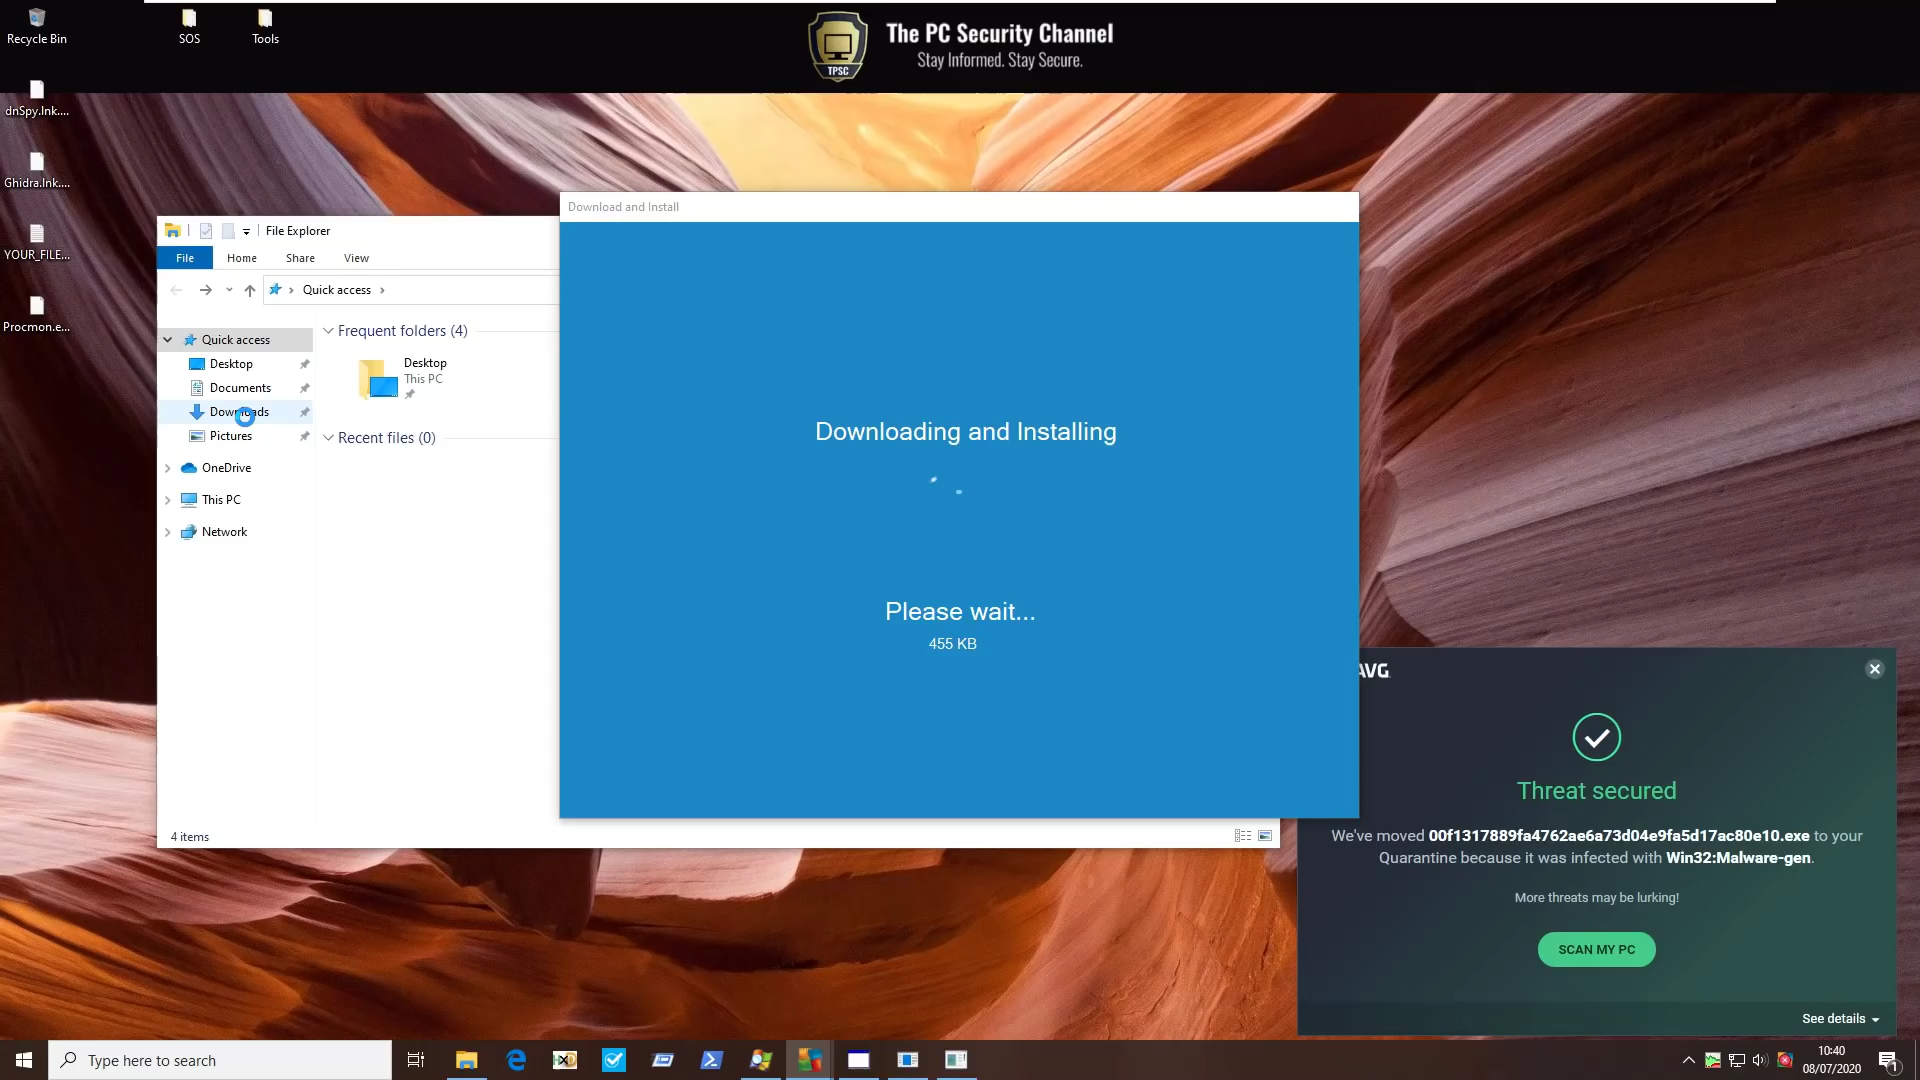 Recycle Bin
SOS
Tools
TPSC
The PC Security Channel
Stay Informed. Stay Secure.
dnSpy.lnk....
Ghidra.lnk....
YOUR_FILE...
Procmon.e...
File Explorer
File
Home
Share
View
Quick access
Quick access
Desktop
Documents
Downloads
Pictures
OneDrive
This PC
Network
Frequent folders (4)
Desktop
This PC
Recent files (0)
4 items
Download and Install
Downloading and Installing
Please wait...
455 KB
AVG
Threat secured
We've moved 00f1317889fa4762ae6a73d04e9fa5d17ac80e10.exe to your
Quarantine because it was infected with Win32:Malware-gen.
More threats may be lurking!
SCAN MY PC
See details
Type here to search
10:40
08/07/2020
1